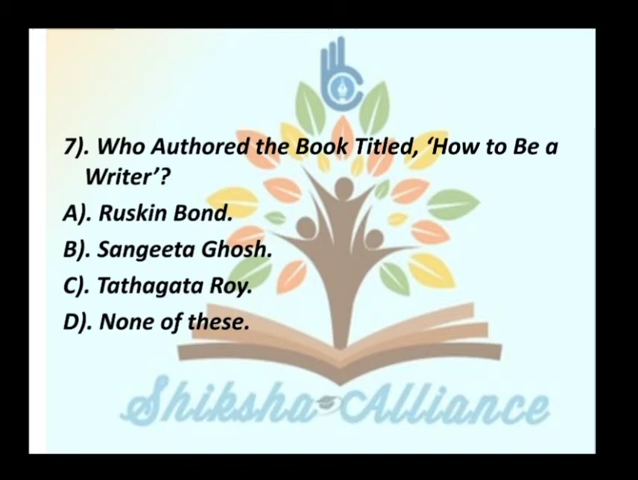 7). Who Authored the Book Titled, ‘How to Be a
Writer’?
A). Ruskin Bond.
B). Sangeeta Ghosh.
C). Tathagata Roy.
D). None of these.
Shiksha Alliance